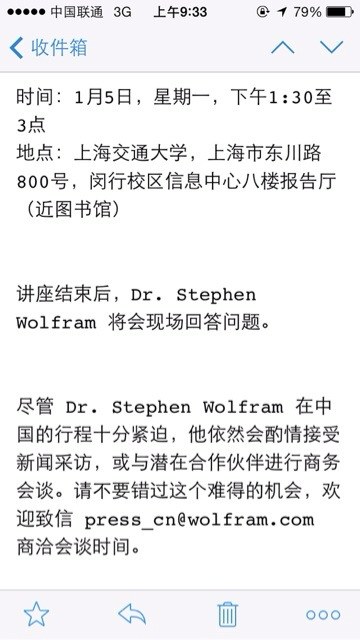 中国联通 3G 上午9:33 79%
收件箱
时间：1月5日，星期一，下午1:30至
3点
地点：上海交通大学，上海市东川路
800号，闵行校区信息中心八楼报告厅
（近图书馆）
讲座结束后，Dr. Stephen
Wolfram 将会现场回答问题。
尽管 Dr. Stephen Wolfram 在中
国的行程十分紧迫，他依然会酌情接受
新闻采访，或与潜在合作伙伴进行商务
会谈。请不要错过这个难得的机会，欢
迎致信 press_cn@wolfram.com
商洽会谈时间。